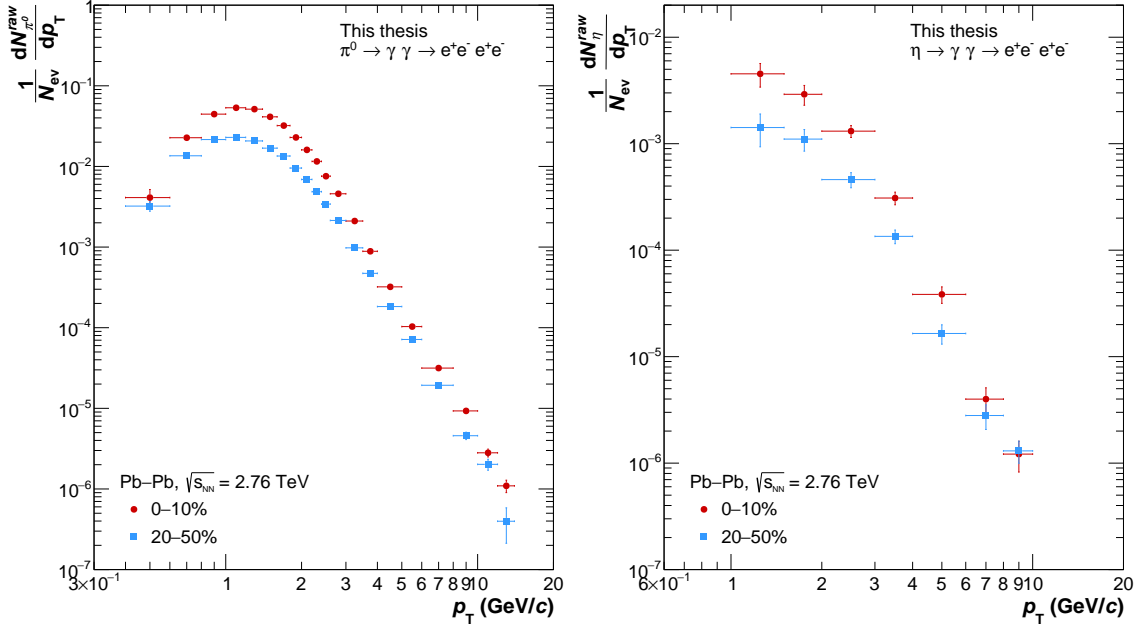 1/N_ev dN^raw_π⁰/dp_T
This thesis
π⁰ → γ γ → e⁺e⁻ e⁺e⁻
1
10⁻¹
10⁻²
10⁻³
10⁻⁴
10⁻⁵
10⁻⁶
10⁻⁷
Pb–Pb, √s_NN = 2.76 TeV
0–10%
20–50%
3×10⁻¹ 1 2 3 4 5 6 7 8 9 10 20
p_T (GeV/c)
1/N_ev dN^raw_η/dp_T
This thesis
η → γ γ → e⁺e⁻ e⁺e⁻
10⁻²
10⁻³
10⁻⁴
10⁻⁵
10⁻⁶
10⁻⁷
Pb–Pb, √s_NN = 2.76 TeV
0–10%
20–50%
6×10⁻¹ 1 2 3 4 5 6 7 8 9 10 20
p_T (GeV/c)